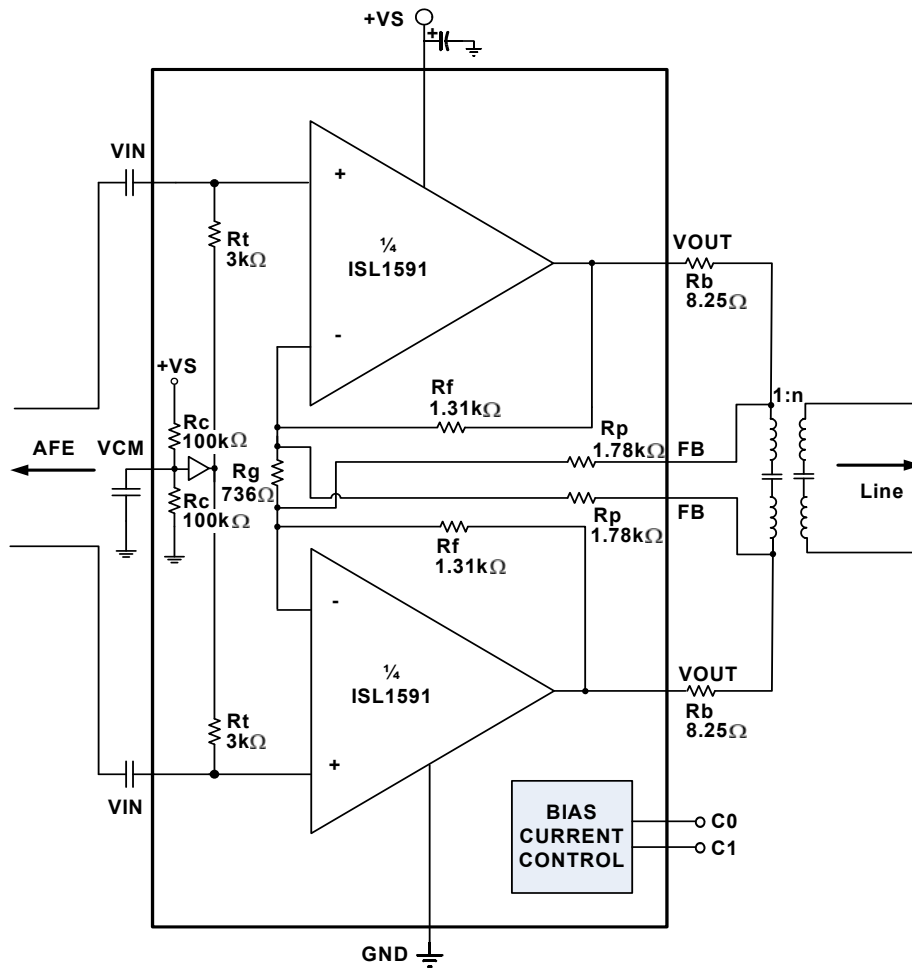 +VS
+
VIN
+
Rt
3kΩ
¼
ISL1591
VOUT
Rb
8.25Ω
-
+VS
Rf
1.31kΩ
1:n
Rc
100kΩ
Rp
1.78kΩ
FB
AFE
VCM
Rg
736Ω
Line
Rc
100kΩ
Rp
1.78kΩ
FB
Rf
1.31kΩ
-
¼
ISL1591
VOUT
Rb
8.25Ω
Rt
3kΩ
+
VIN
BIAS
CURRENT
CONTROL
C0
C1
GND